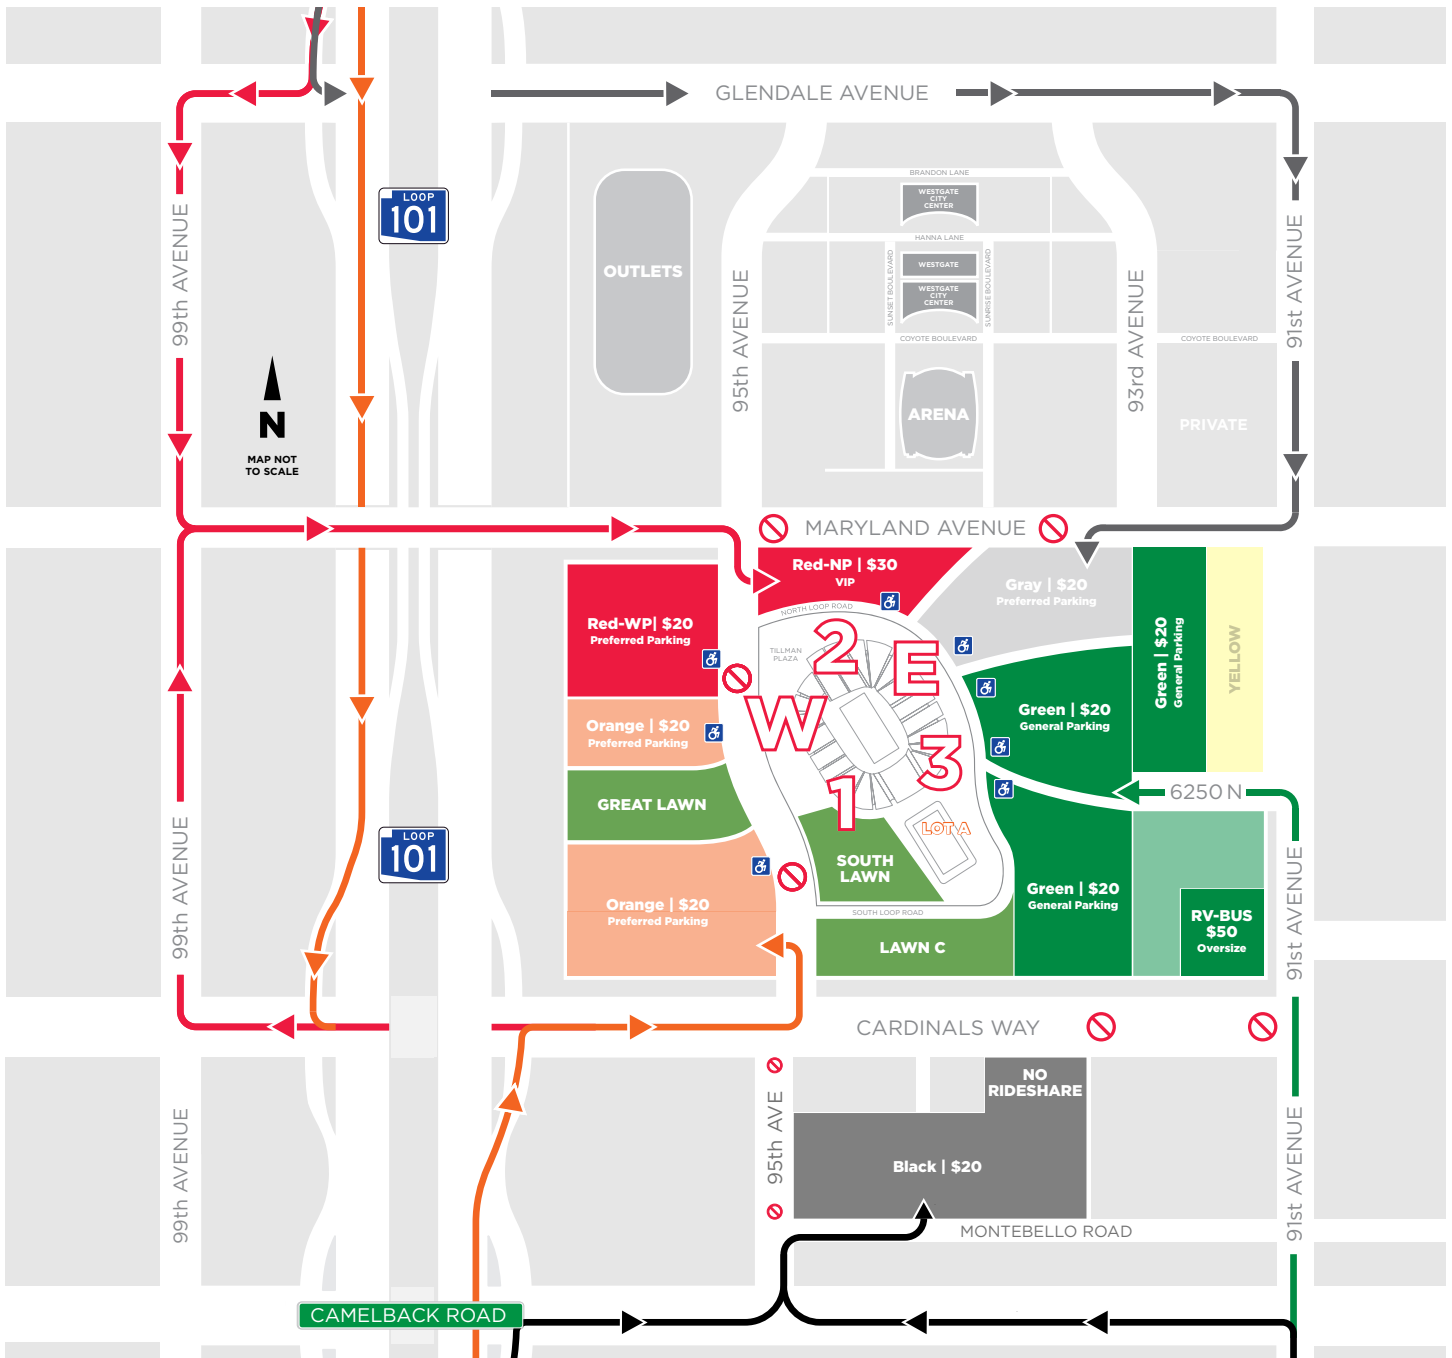 GLENDALE AVENUE
BRANDON LANE
LOOP
101
WESTGATE
CITY
CENTER
99th AVENUE
OUTLETS
95th AVENUE
HANNA LANE
SUNSET BOULEVARD
WESTGATE
WESTGATE
CITY
CENTER
SUNRISE BOULEVARD
93rd AVENUE
91st AVENUE
COYOTE BOULEVARD
COYOTE BOULEVARD
N
MAP NOT
TO SCALE
ARENA
PRIVATE
MARYLAND AVENUE
Red-NP | $30
VIP
Gray | $20
Preferred Parking
NORTH LOOP ROAD
Red-WP| $20
Preferred Parking
TILLMAN
PLAZA
2
E
W
3
1
Green | $20
General Parking
YELLOW
Orange | $20
Preferred Parking
Green | $20
General Parking
GREAT LAWN
6250 N
LOT A
99th AVENUE
LOOP
101
SOUTH
LAWN
Green | $20
General Parking
Orange | $20
Preferred Parking
SOUTH LOOP ROAD
LAWN C
RV-BUS
$50
Oversize
91st AVENUE
CARDINALS WAY
NO
RIDESHARE
99th AVENUE
95th AVE
Black | $20
91st AVENUE
MONTEBELLO ROAD
CAMELBACK ROAD